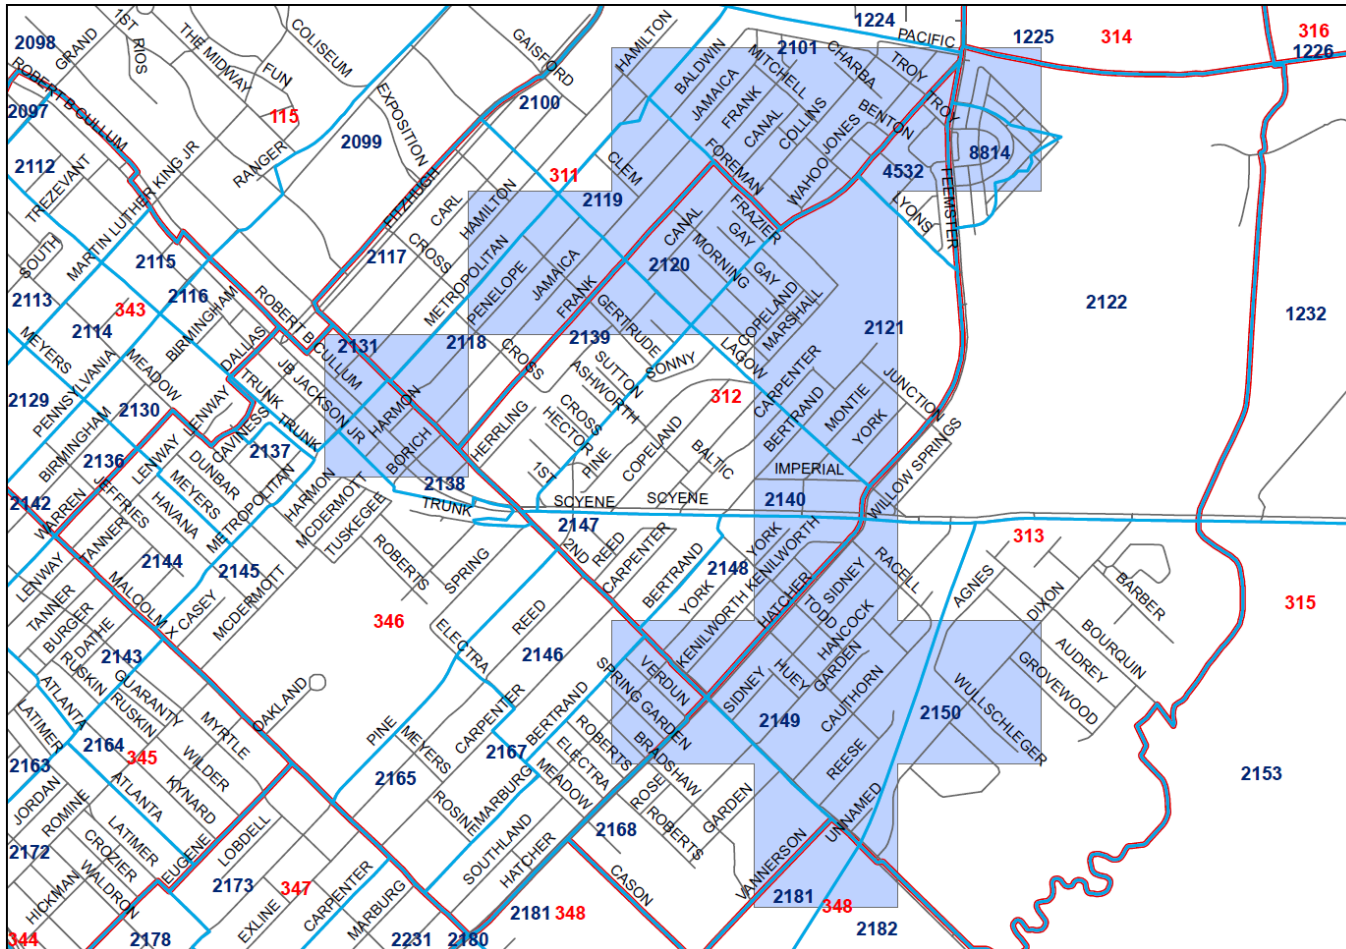 1224
PACIFIC
1225
314
316
1226
2098
GRAND
1ST
RIOS
THE MIDWAY
FUN
COLISEUM
GAISFORD
HAMILTON
BALDWIN
2101
MITCHELL
CHARBA
TROY
ROBERT B CULLUM
2097
115
EXPOSITION
2100
JAMAICA
FRANK
CANAL
COLLINS
JONES
BENTON
TROY
2112
TREZEVANT
MARTIN LUTHER KING JR
RANGER
2099
311
CLEM
FOREMAN
WAHOO
4532
8814
FITZHUGH
CARL
HAMILTON
2119
FRAZIER
LYONS
FEEMSTER
SOUTH
2115
2117
CROSS
METROPOLITAN
PENELOPE
JAMAICA
FRANK
CANAL
2120
MORNING
GAY
GAY
2113
343
2116
BIRMINGHAM
ROBERT B CULLUM
COPELAND
MARSHALL
2122
1232
2114
MEYERS
PENNSYLVANIA
MEADOW
DALLAS
2131
2118
CROSS
2139
GERTRUDE
SONNY
LAGOW
2121
2129
2130
LENWAY
TRUNK
JB JACKSON JR
HARMON
SUTTON
ASHWORTH
312
CARPENTER
BERTRAND
MONTIE
JUNCTION
YORK
BIRMINGHAM
2136
CAVINESS
TRUNK
2137
BORICH
HERRLING
CROSS
HECTOR
PINE
COPELAND
BALTIC
IMPERIAL
WILLOW SPRINGS
2142
WARREN
LENWAY
DUNBAR
MEYERS
METROPOLITAN
HARMON
MCDERMOTT
TUSKEGEE
2138
1ST
SCYENE
SCYENE
2140
JEFFRIES
HAVANA
TANNER
TRUNK
2147
2ND
REED
CARPENTER
YORK
KENILWORTH
313
2144
2145
ROBERTS
SPRING
BERTRAND
2148
HATCHER
RACELL
SIDNEY
AGNES
DIXON
BARBER
LENWAY
TANNER
MALCOLM X
CASEY
MCDERMOTT
346
REED
YORK
KENILWORTH
TODD
HANCOCK
BOURQUIN
315
BURGER
DATHE
2143
ELECTRA
2146
VERDUN
HUEY
GARDEN
AUDREY
GROVEWOOD
RUSKIN
GUARANTY
RUSKIN
OAKLAND
SPRING GARDEN
SIDNEY
CAUTHORN
WULLSCHLEGER
ATLANTA
MYRTLE
PINE
CARPENTER
BERTRAND
2149
2150
LATIMER
2164
345
WILDER
MEYERS
2167
ROBERTS
BRADSHAW
REESE
2163
ATLANTA
KYNARD
2165
ELECTRA
MEADOW
ROSE
GARDEN
UNNAMED
2153
JORDAN
ROMINE
LATIMER
EUGENE
LOBDELL
ROSINE
MARBURG
SOUTHLAND
ROBERTS
2168
2172
CROZIER
WALDRON
HATCHER
CASON
VANNERSON
HICKMAN
2173
347
CARPENTER
MARBURG
2181
348
2181
348
344
2178
EXLINE
2231
2180
2182